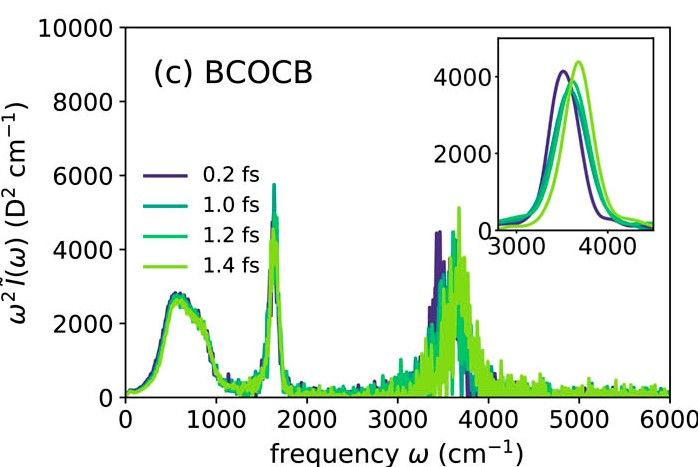 10000
8000
6000
4000
2000
0
ω² Ĩ(ω) (D² cm⁻¹)
(c) BCOCB
0.2 fs
1.0 fs
1.2 fs
1.4 fs
4000
2000
0
3000 4000
0 1000 2000 3000 4000 5000 6000
frequency ω (cm⁻¹)